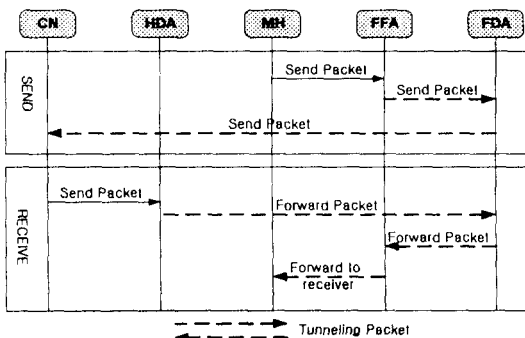 CN HDA MH FFA FDA
SEND
Send Packet
Send Packet
Send Packet
RECEIVE
Send Packet
Forward Packet
Forward Packet
Forward to
receiver
Tunneling Packet